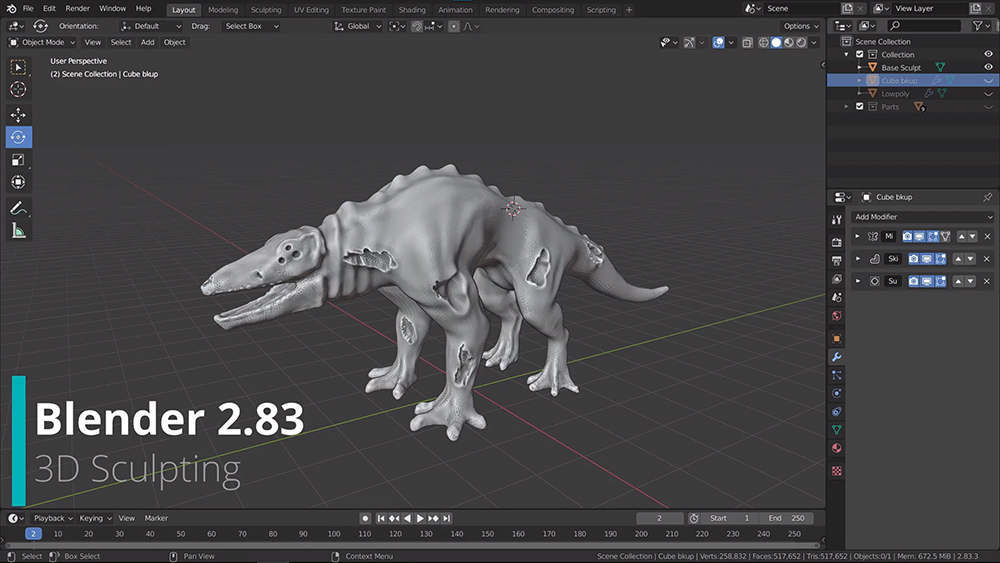 File Edit Render Window Help Layout Modeling Sculpting UV Editing Texture Paint Shading Animation Rendering Compositing Scripting + Scene View Layer
Orientation: Default Drag: Select Box Global Options
Object Mode View Select Add Object
Scene Collection
Collection
Base Sculpt
Cube bkup
Lowpoly
Parts
User Perspective
(2) Scene Collection | Cube bkup
Cube bkup
Add Modifier
Mi
Ski
Su
Blender 2.83
3D Sculpting
Playback Keying View Marker 2 Start 1 End 250
2 10 20 30 40 50 60 70 80 90 100 110 120 130 140 150 160 170 180 190 200 210 220 230 240 250
Select Box Select Pan View Context Menu Scene Collection | Cube bkup | Verts:258,832 | Faces:517,652 | Tris:517,652 | Objects:0/1 | Mem: 672.5 MiB | 2.83.3